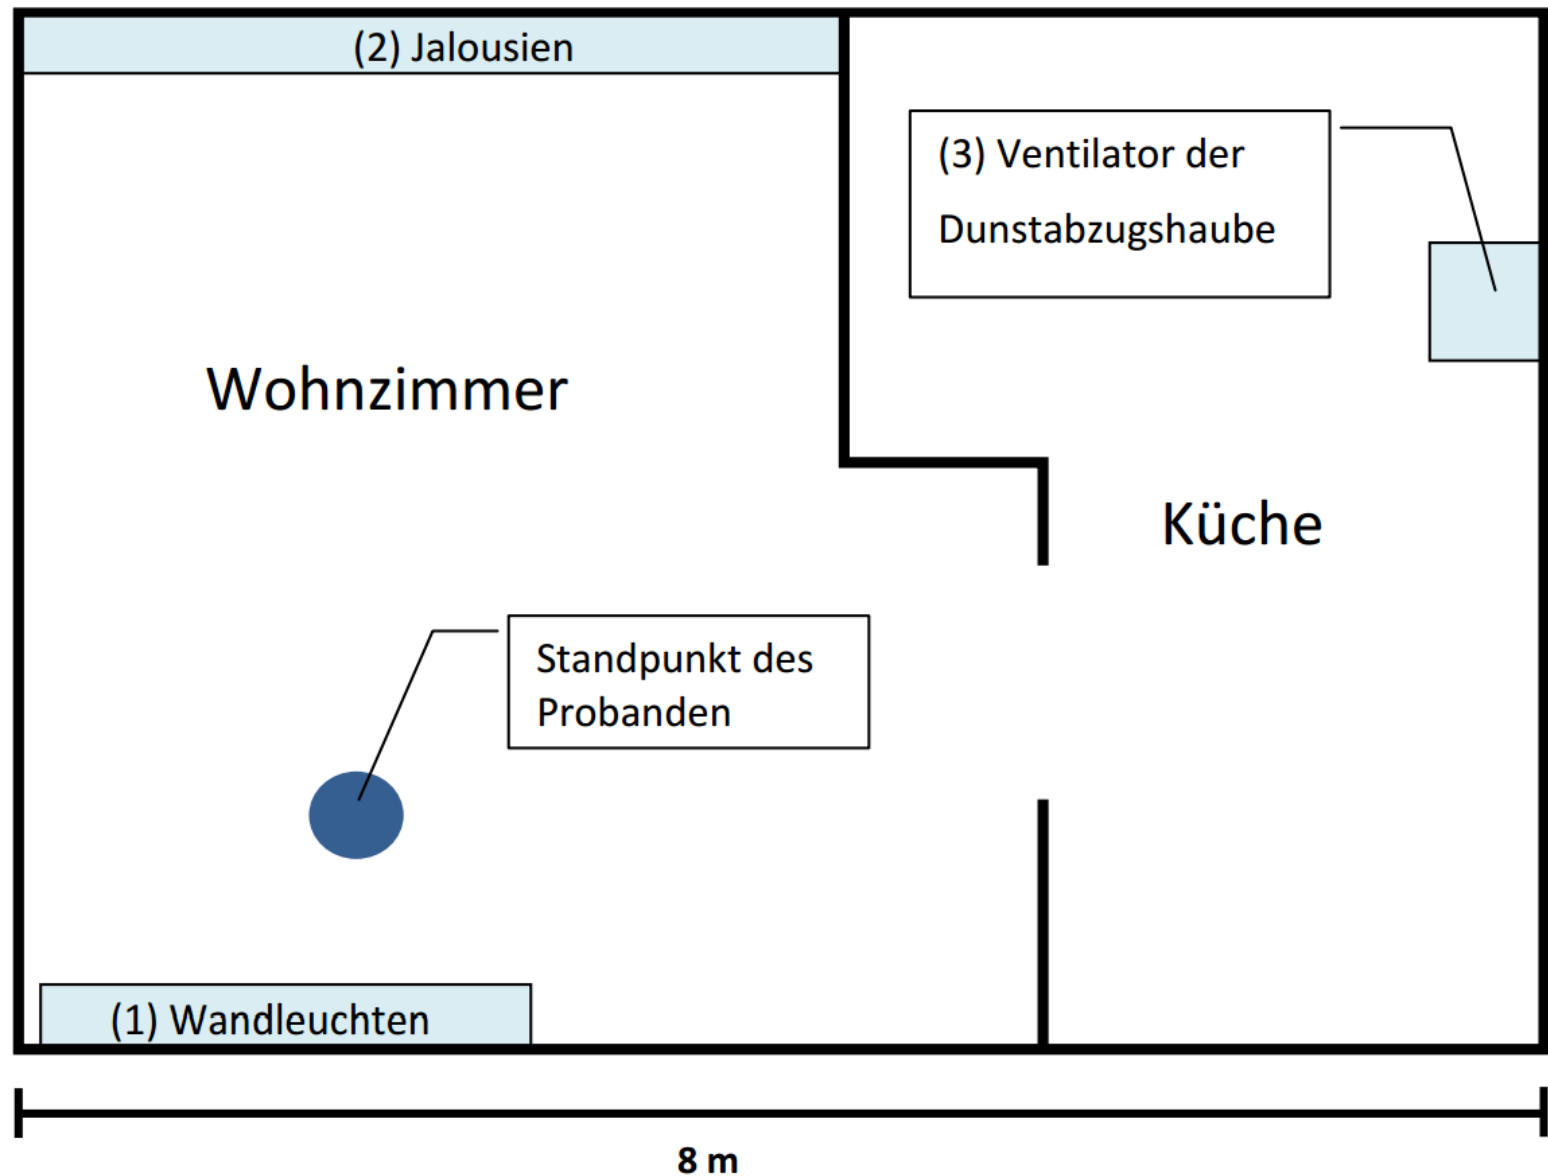 (2) Jalousien
(3) Ventilator der
Dunstabzugshaube
Wohnzimmer
Küche
Standpunkt des
Probanden
(1) Wandleuchten
8 m